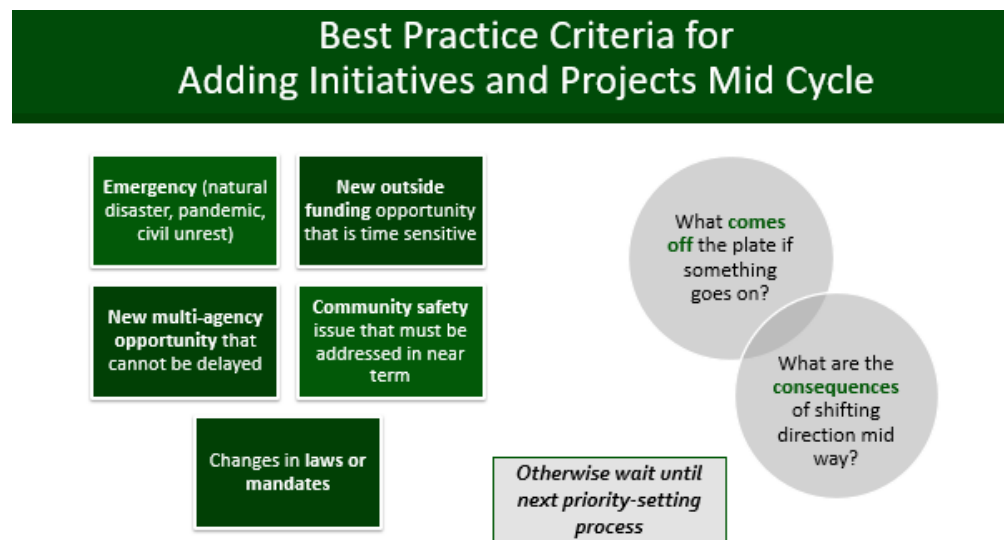 Best Practice Criteria for
Adding Initiatives and Projects Mid Cycle
Emergency (natural
disaster, pandemic,
civil unrest)
New outside
funding opportunity
that is time sensitive
New multi-agency
opportunity that
cannot be delayed
Community safety
issue that must be
addressed in near
term
Changes in laws or
mandates
What comes
off the plate if
something
goes on?
What are the
consequences
of shifting
direction mid
way?
Otherwise wait until
next priority-setting
process